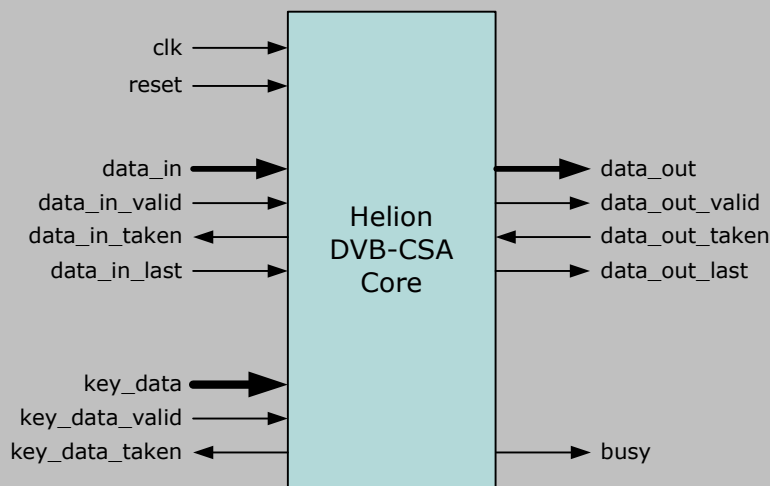 clk
reset
data_in
data_in_valid
data_in_taken
data_in_last
key_data
key_data_valid
key_data_taken
Helion
DVB-CSA
Core
data_out
data_out_valid
data_out_taken
data_out_last
busy